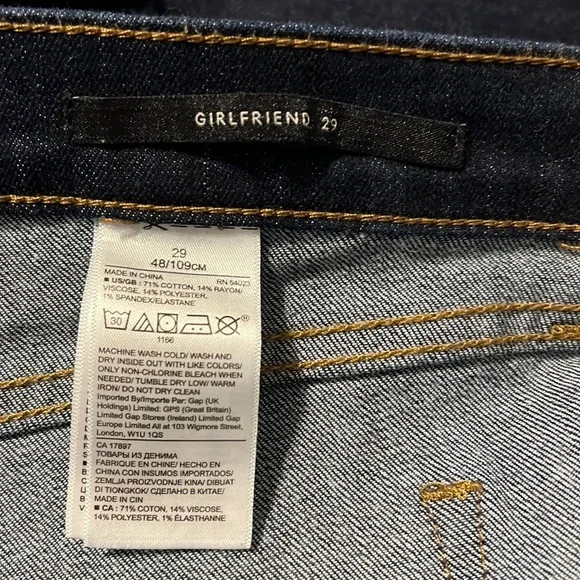 GIRLFRIEND 29
29
48/109CM
MADE IN CHINA RN 54023
■ US/GB : 71% COTTON, 14% RAYON/
VISCOSE, 14% POLYESTER,
1% SPANDEX/ELASTANE
30
1166
MACHINE WASH COLD/ WASH AND
DRY INSIDE OUT WITH LIKE COLORS/
ONLY NON-CHLORINE BLEACH WHEN
NEEDED/ TUMBLE DRY LOW/ WARM
IRON/ DO NOT DRY CLEAN
Imported By/Importe Par: Gap (UK
Holdings) Limited: GPS (Great Britain)
Limited Gap Stores (Ireland) Limited Gap
Europe Limited All at 103 Wigmore Street,
London, W1U 1QS
CA 17897
ТОВАРЫ ИЗ ДЕНИМА
■ FABRIQUE EN CHINE/ HECHO EN
CHINA CON INSUMOS IMPORTADOS/
ZEMLJA PROIZVODNJE KINA/ DIBUAT
DI TIONGKOK/ СДЕЛАНО В КИТАЕ/
MADE IN CIN
■ CA : 71% COTON, 14% VISCOSE,
14% POLYESTER, 1% ÉLASTHANNE